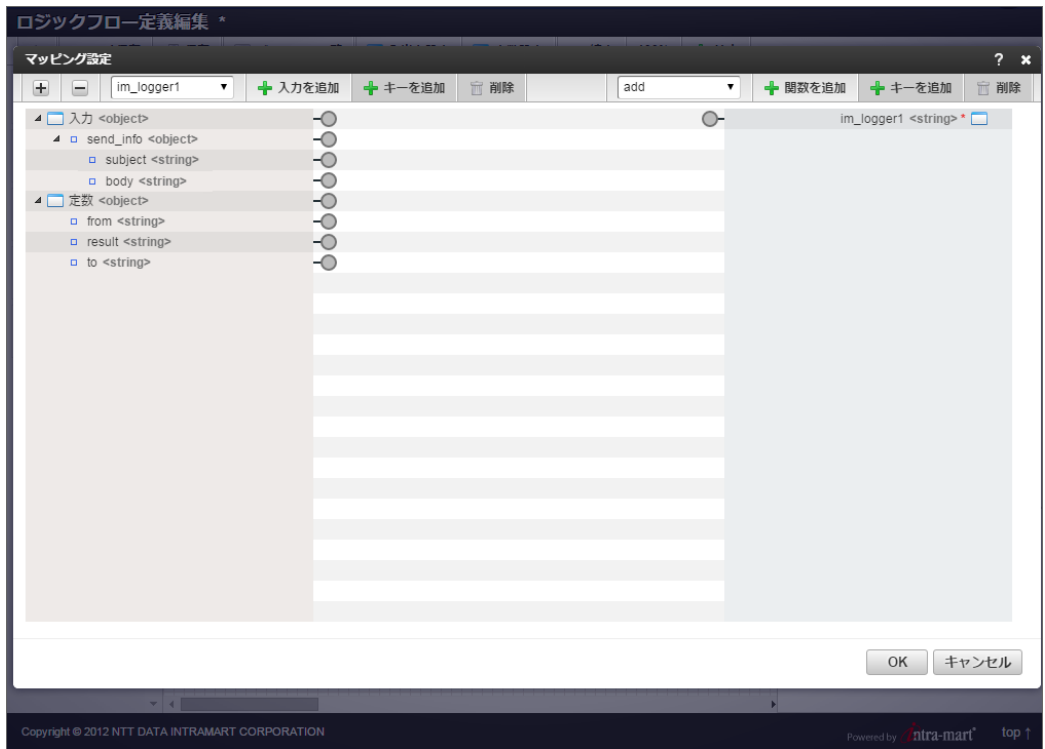 ロジックフロー定義編集 *
マッピング設定 ? ×
im_logger1 ▼ 入力を追加 キーを追加 削除 add ▼ 関数を追加 キーを追加 削除
入力 <object> im_logger1 <string> *
send_info <object>
subject <string>
body <string>
定数 <object>
from <string>
result <string>
to <string>
OK キャンセル
Copyright © 2012 NTT DATA INTRAMART CORPORATION Powered by intra-mart top ↑